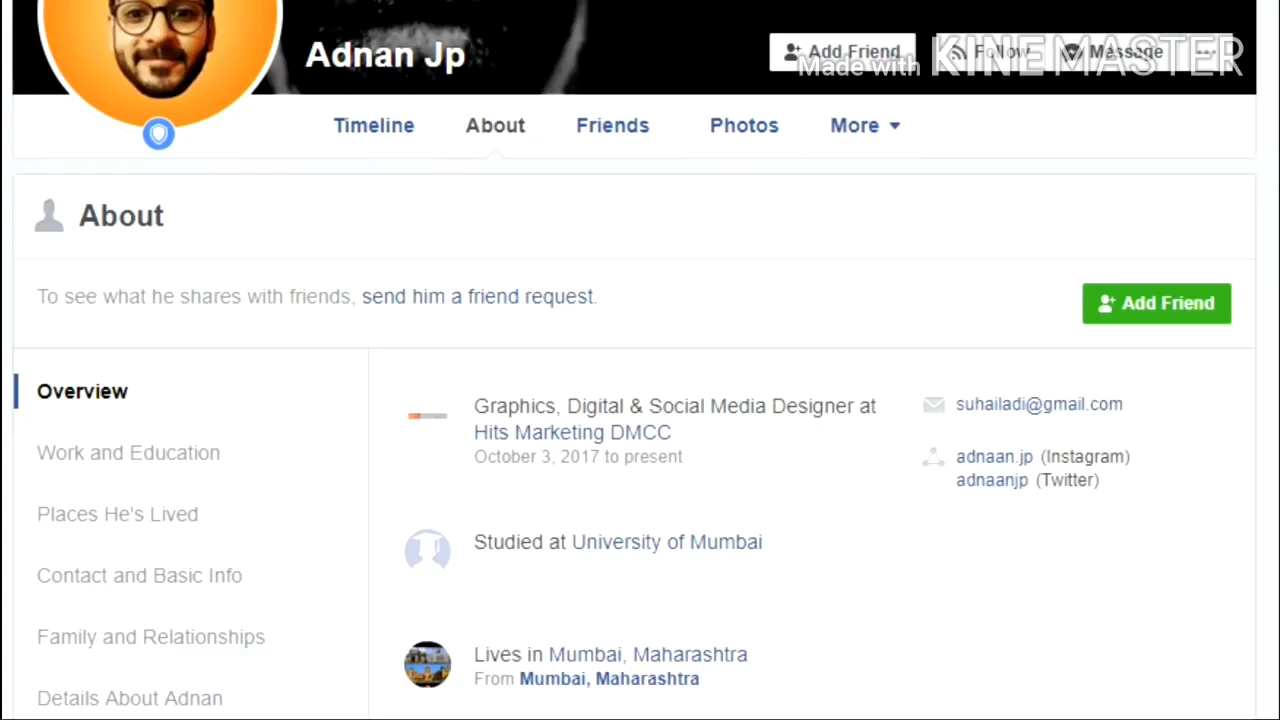 Adnan Jp
Add Friend
Follow
Message
Made with KINEMASTER
Timeline
About
Friends
Photos
More
About
To see what he shares with friends, send him a friend request.
Add Friend
Overview
Work and Education
Places He's Lived
Contact and Basic Info
Family and Relationships
Details About Adnan
Graphics, Digital & Social Media Designer at
Hits Marketing DMCC
October 3, 2017 to present
Studied at University of Mumbai
Lives in Mumbai, Maharashtra
From Mumbai, Maharashtra
suhailadi@gmail.com
adnaan.jp (Instagram)
adnaanjp (Twitter)